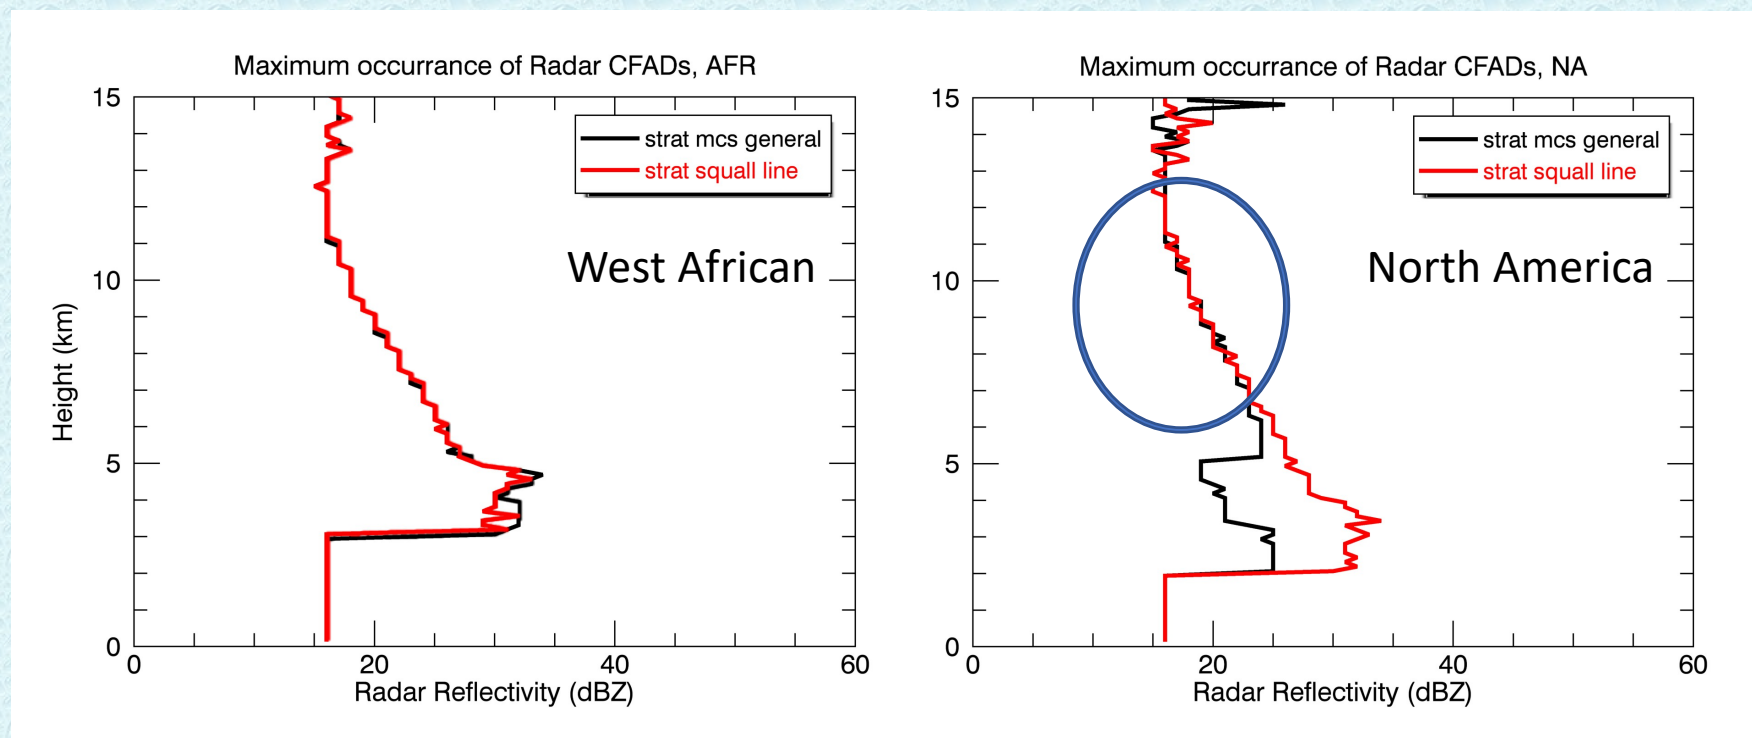 Maximum occurrance of Radar CFADs, AFR
15
10
5
0
Height (km)
strat mcs general
strat squall line
West African
0 20 40 60
Radar Reflectivity (dBZ)
Maximum occurrance of Radar CFADs, NA
15
10
5
0
strat mcs general
strat squall line
North America
0 20 40 60
Radar Reflectivity (dBZ)